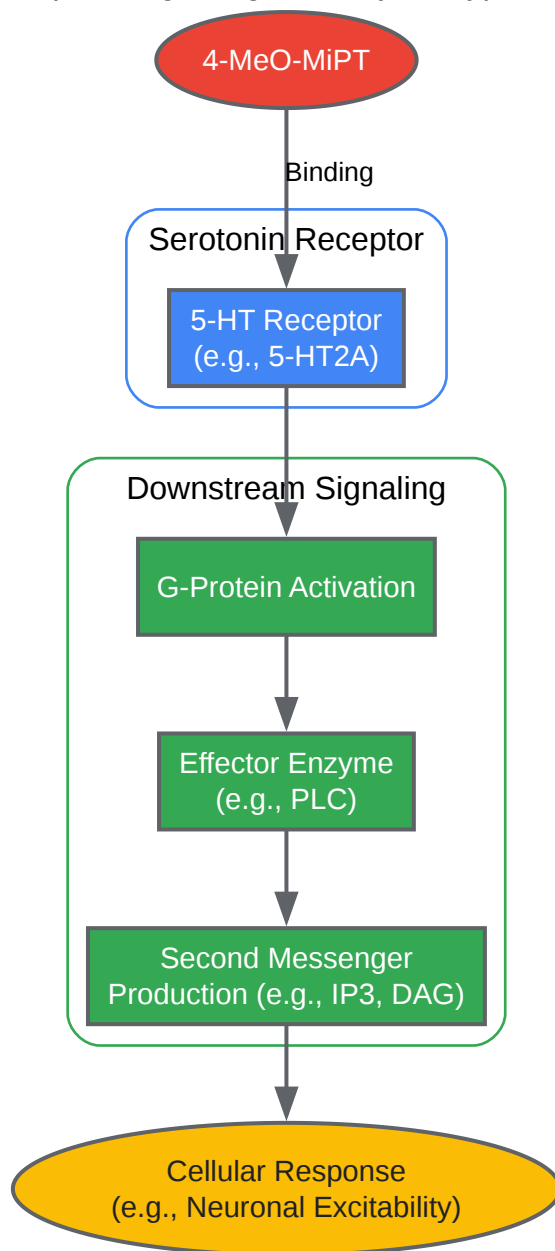 4-MeO-MiPT
Binding
Serotonin Receptor
5-HT Receptor
(e.g., 5-HT2A)
Downstream Signaling
G-Protein Activation
Effector Enzyme
(e.g., PLC)
Second Messenger
Production (e.g., IP3, DAG)
Cellular Response
(e.g., Neuronal Excitability)